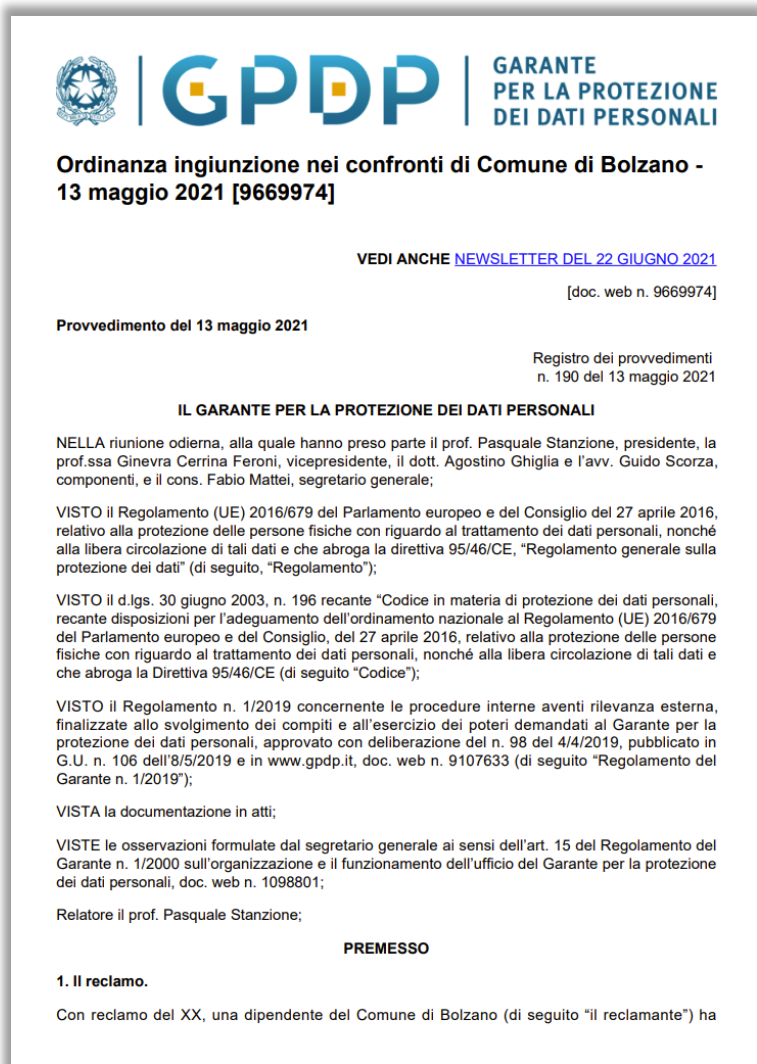 GPDP
GARANTE
PER LA PROTEZIONE
DEI DATI PERSONALI
Ordinanza ingiunzione nei confronti di Comune di Bolzano -
13 maggio 2021 [9669974]
VEDI ANCHE NEWSLETTER DEL 22 GIUGNO 2021
[doc. web n. 9669974]
Provvedimento del 13 maggio 2021
Registro dei provvedimenti
n. 190 del 13 maggio 2021
IL GARANTE PER LA PROTEZIONE DEI DATI PERSONALI
NELLA riunione odierna, alla quale hanno preso parte il prof. Pasquale Stanzione, presidente, la
prof.ssa Ginevra Cerrina Feroni, vicepresidente, il dott. Agostino Ghiglia e l’avv. Guido Scorza,
componenti, e il cons. Fabio Mattei, segretario generale;
VISTO il Regolamento (UE) 2016/679 del Parlamento europeo e del Consiglio del 27 aprile 2016,
relativo alla protezione delle persone fisiche con riguardo al trattamento dei dati personali, nonché
alla libera circolazione di tali dati e che abroga la direttiva 95/46/CE, “Regolamento generale sulla
protezione dei dati” (di seguito, “Regolamento”);
VISTO il d.lgs. 30 giugno 2003, n. 196 recante “Codice in materia di protezione dei dati personali,
recante disposizioni per l’adeguamento dell’ordinamento nazionale al Regolamento (UE) 2016/679
del Parlamento europeo e del Consiglio, del 27 aprile 2016, relativo alla protezione delle persone
fisiche con riguardo al trattamento dei dati personali, nonché alla libera circolazione di tali dati e
che abroga la Direttiva 95/46/CE (di seguito “Codice”);
VISTO il Regolamento n. 1/2019 concernente le procedure interne aventi rilevanza esterna,
finalizzate allo svolgimento dei compiti e all’esercizio dei poteri demandati al Garante per la
protezione dei dati personali, approvato con deliberazione del n. 98 del 4/4/2019, pubblicato in
G.U. n. 106 dell’8/5/2019 e in www.gpdp.it, doc. web n. 9107633 (di seguito “Regolamento del
Garante n. 1/2019”);
VISTA la documentazione in atti;
VISTE le osservazioni formulate dal segretario generale ai sensi dell’art. 15 del Regolamento del
Garante n. 1/2000 sull’organizzazione e il funzionamento dell’ufficio del Garante per la protezione
dei dati personali, doc. web n. 1098801;
Relatore il prof. Pasquale Stanzione;
PREMESSO
1. Il reclamo.
Con reclamo del XX, una dipendente del Comune di Bolzano (di seguito “il reclamante”) ha